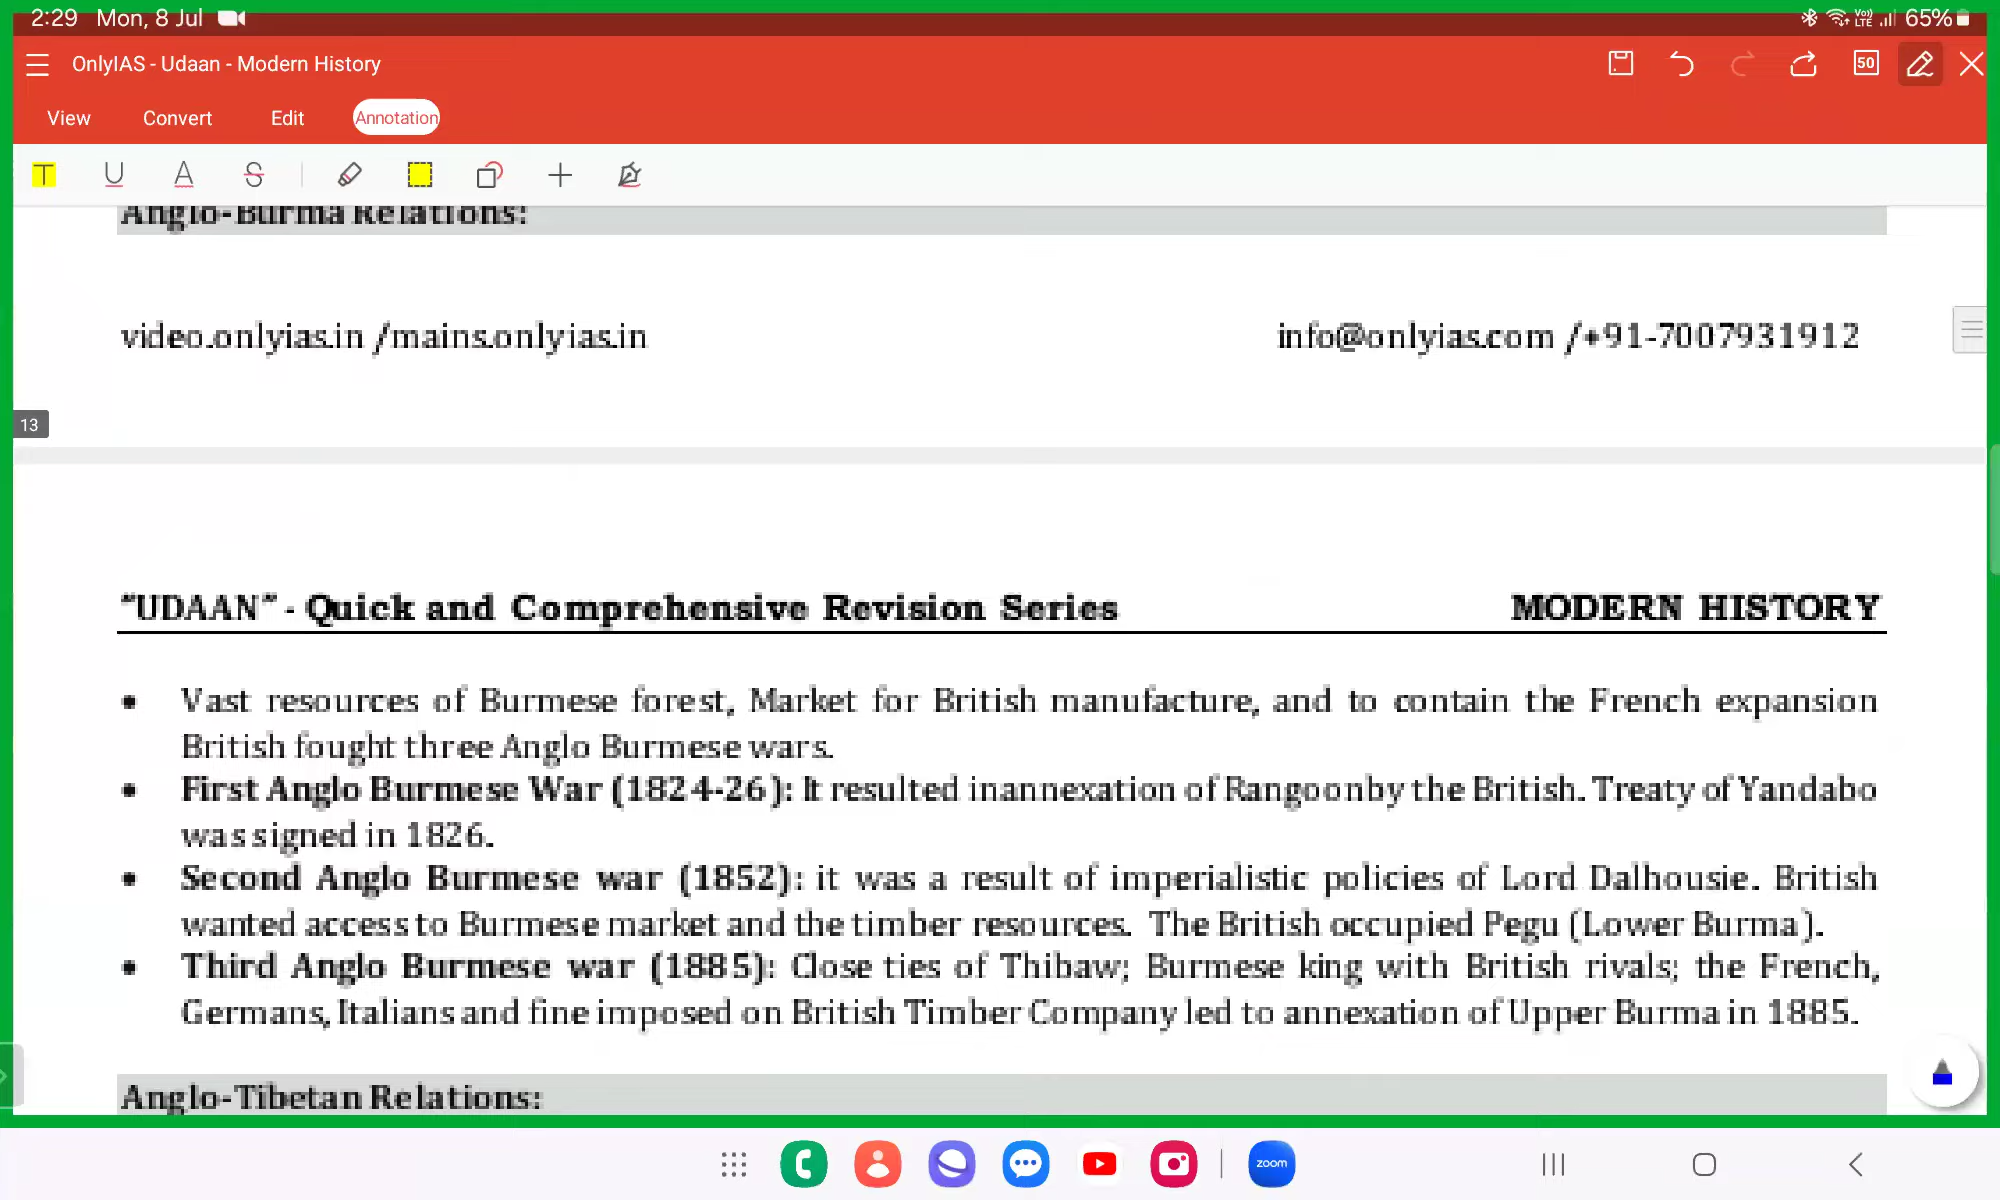 2:29 Mon, 8 Jul 65%
OnlyIAS - Udaan - Modern History 50
View Convert Edit Annotation
T U A S
Anglo-Burma Relations:
video.onlyias.in /mains.onlyias.in info@onlyias.com /+91-7007931912
13
“UDAAN” - Quick and Comprehensive Revision Series MODERN HISTORY
• Vast resources of Burmese forest, Market for British manufacture, and to contain the French expansion
British fought three Anglo Burmese wars.
• First Anglo Burmese War (1824-26): It resulted inannexation of Rangoonby the British. Treaty of Yandabo
was signed in 1826.
• Second Anglo Burmese war (1852): it was a result of imperialistic policies of Lord Dalhousie. British
wanted access to Burmese market and the timber resources. The British occupied Pegu (Lower Burma).
• Third Anglo Burmese war (1885): Close ties of Thibaw; Burmese king with British rivals; the French,
Germans, Italians and fine imposed on British Timber Company led to annexation of Upper Burma in 1885.
Anglo-Tibetan Relations:
zoom